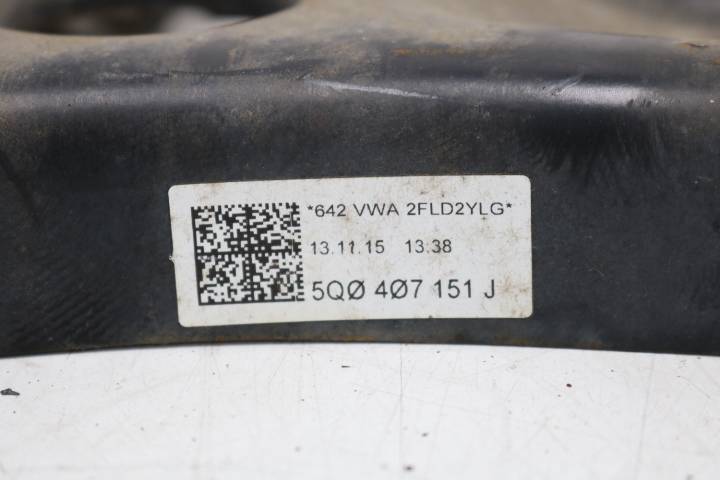 *642 VWA 2FLD2YLG*
13.11.15 13:38
5QØ 4Ø7 151 J